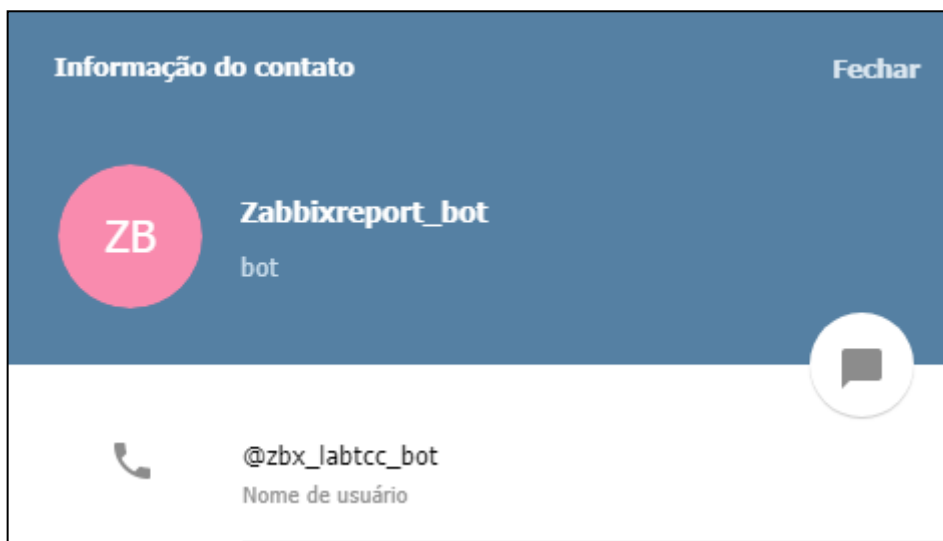 Informação do contato
Fechar
ZB
Zabbixreport_bot
bot
@zbx_labtcc_bot
Nome de usuário